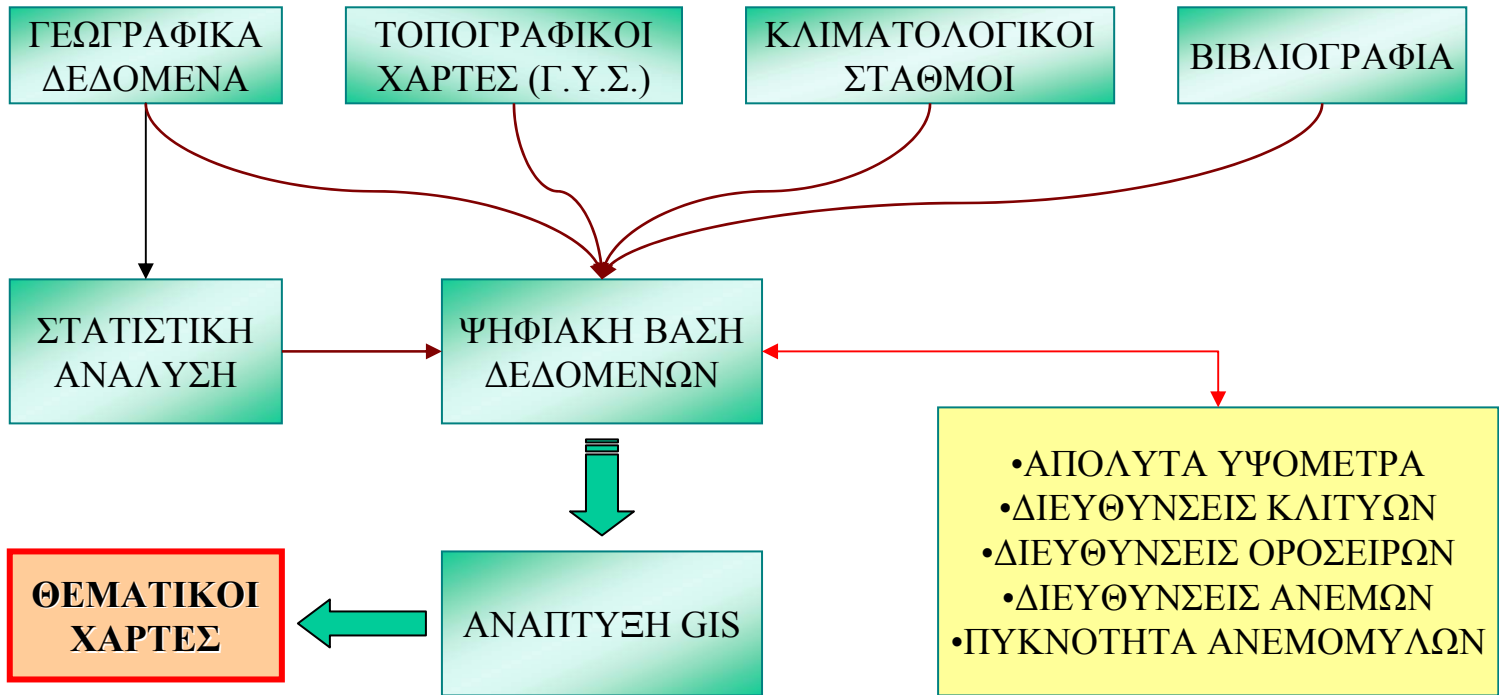 ΓΕΩΓΡΑΦΙΚΑ
ΔΕΔΟΜΕΝΑ
ΤΟΠΟΓΡΑΦΙΚΟΙ
ΧΑΡΤΕΣ (Γ.Υ.Σ.)
ΚΛΙΜΑΤΟΛΟΓΙΚΟΙ
ΣΤΑΘΜΟΙ
ΒΙΒΛΙΟΓΡΑΦΙΑ
ΣΤΑΤΙΣΤΙΚΗ
ΑΝΑΛΥΣΗ
ΨΗΦΙΑΚΗ ΒΑΣΗ
ΔΕΔΟΜΕΝΩΝ
•ΑΠΟΛΥΤΑ ΥΨΟΜΕΤΡΑ
•ΔΙΕΥΘΥΝΣΕΙΣ ΚΛΙΤΥΩΝ
•ΔΙΕΥΘΥΝΣΕΙΣ ΟΡΟΣΕΙΡΩΝ
•ΔΙΕΥΘΥΝΣΕΙΣ ΑΝΕΜΩΝ
•ΠΥΚΝΟΤΗΤΑ ΑΝΕΜΟΜΥΛΩΝ
ΘΕΜΑΤΙΚΟΙ
ΧΑΡΤΕΣ
ΑΝΑΠΤΥΞΗ GIS